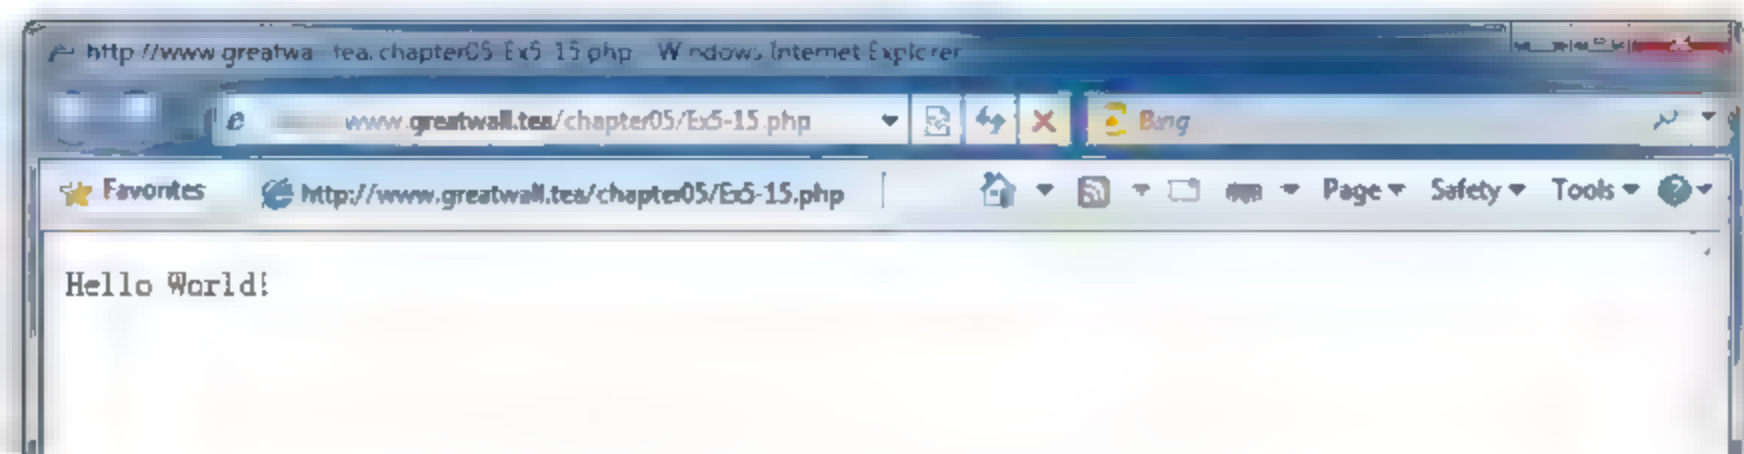 http://www.greatwa tea.chapter05 Ex5 15.php Windows Internet Explorer
www.greatwall.tea/chapter05/Ex5-15.php Bing
Favorites http://www.greatwall.tea/chapter05/Ex5-15.php Page Safety Tools
Hello World!